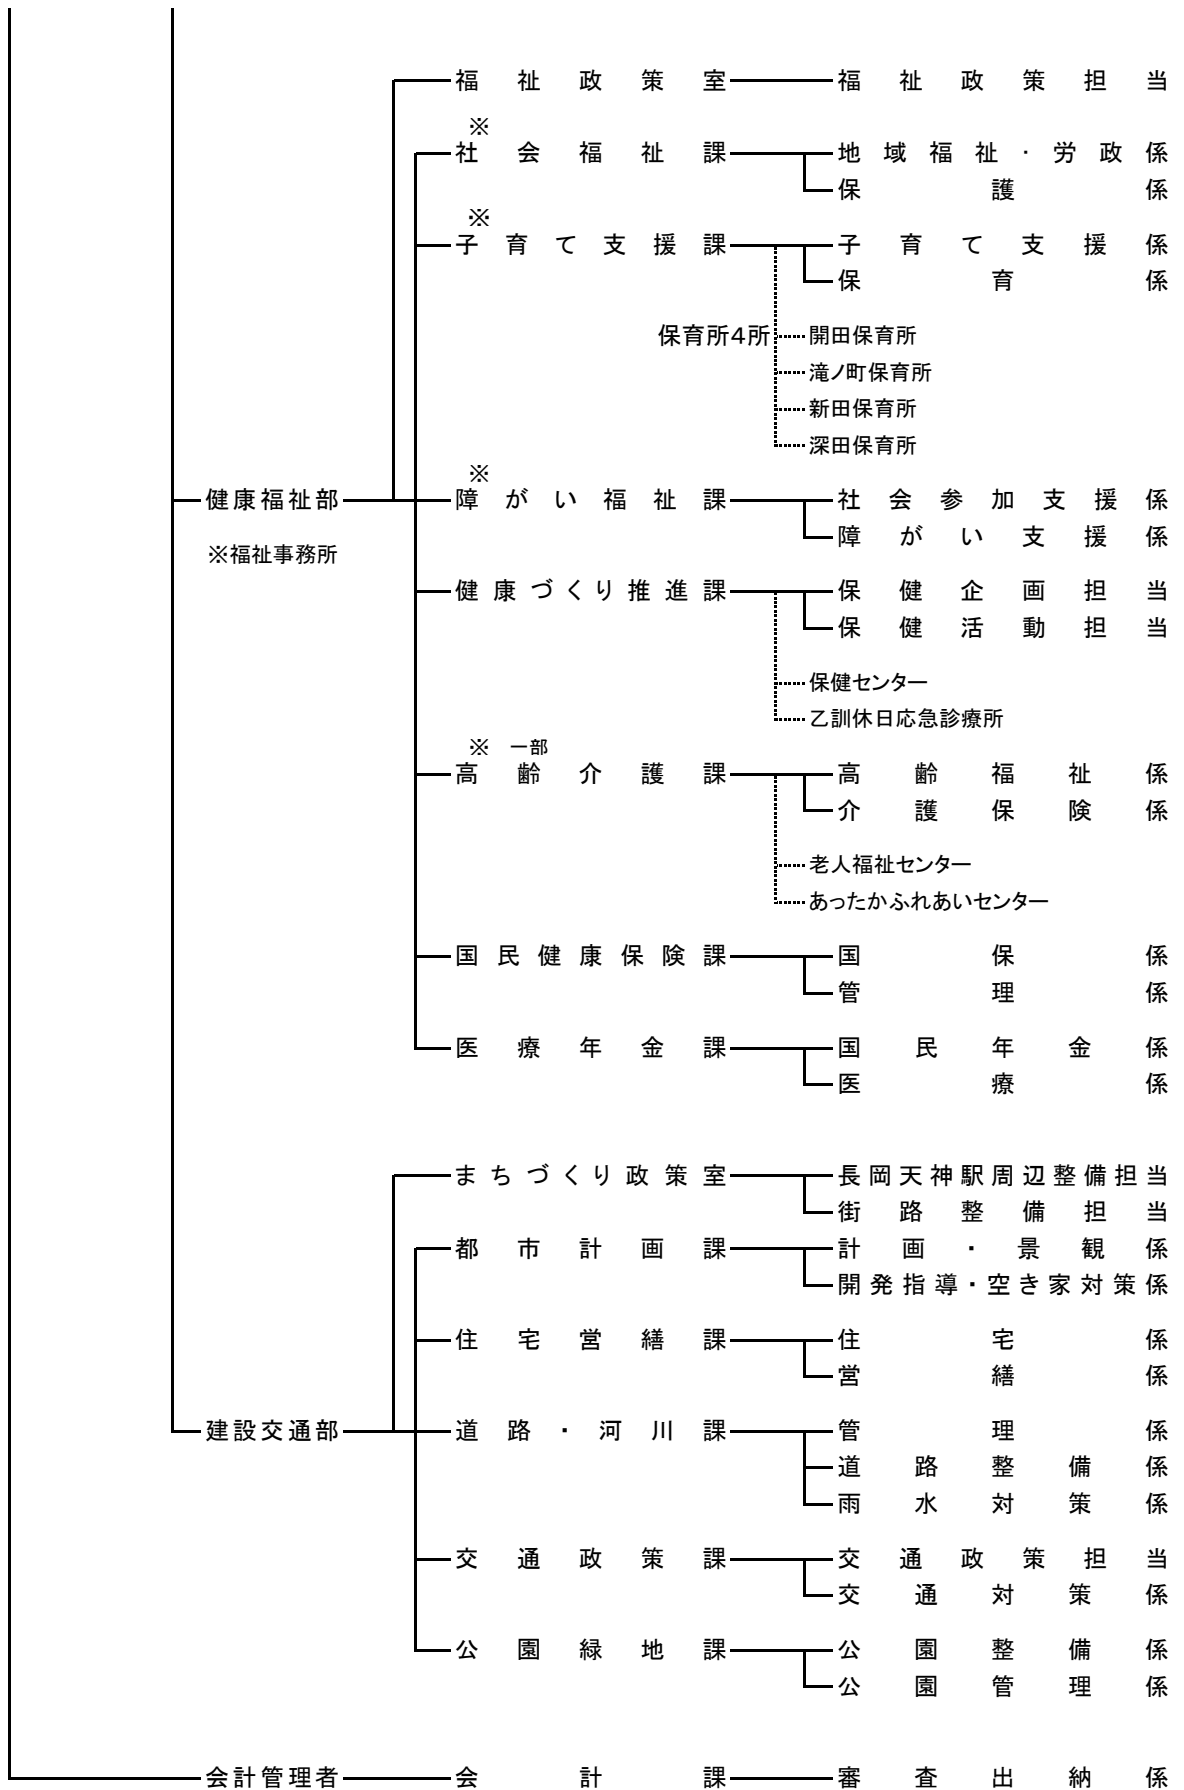 福祉政策室 福祉政策担当
※
社会福祉課 地域福祉・労政係
保護係
※
子育て支援課 子育て支援係
保育係
保育所4所 開田保育所
滝ノ町保育所
新田保育所
深田保育所
※
健康福祉部 障がい福祉課 社会参加支援係
障がい支援係
※福祉事務所
健康づくり推進課 保健企画担当
保健活動担当
保健センター
乙訓休日応急診療所
※ 一部
高齢介護課 高齢福祉係
介護保険係
老人福祉センター
あったかふれあいセンター
国民健康保険課 国保係
管理係
医療年金課 国民年金係
医療係
まちづくり政策室 長岡天神駅周辺整備担当
街路整備担当
都市計画課 計画・景観係
開発指導・空き家対策係
住宅営繕課 住宅係
営繕係
建設交通部 道路・河川課 管理係
道路整備係
雨水対策係
交通政策課 交通政策担当
交通対策係
公園緑地課 公園整備係
公園管理係
会計管理者 会計課 審査出納係